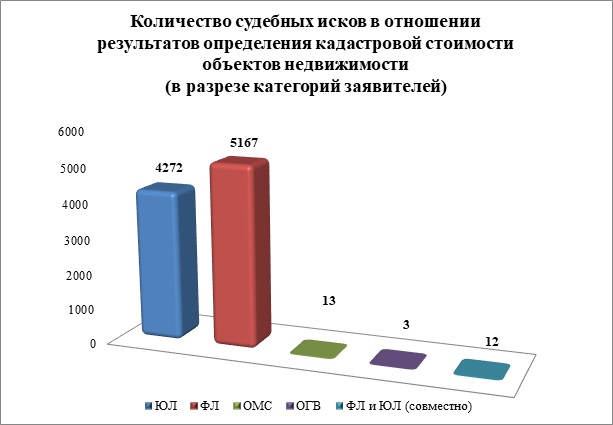 Количество судебных исков в отношении
результатов определения кадастровой стоимости
объектов недвижимости
(в разрезе категорий заявителей)
6000
5000
4000
3000
2000
1000
0
4272
5167
13
3
12
ЮЛ ФЛ ОМС ОГВ ФЛ и ЮЛ (совместно)